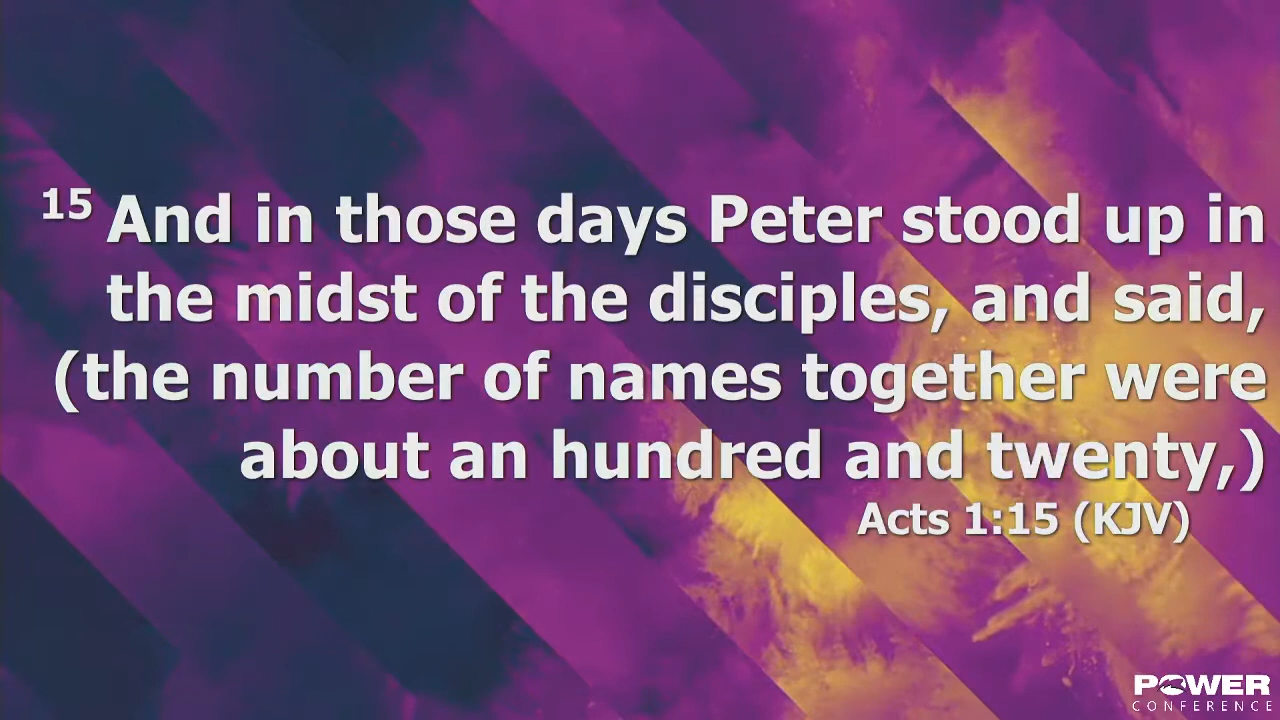 15 And in those days Peter stood up in
the midst of the disciples, and said,
(the number of names together were
about an hundred and twenty,)
Acts 1:15 (KJV)
POWER
CONFERENCE